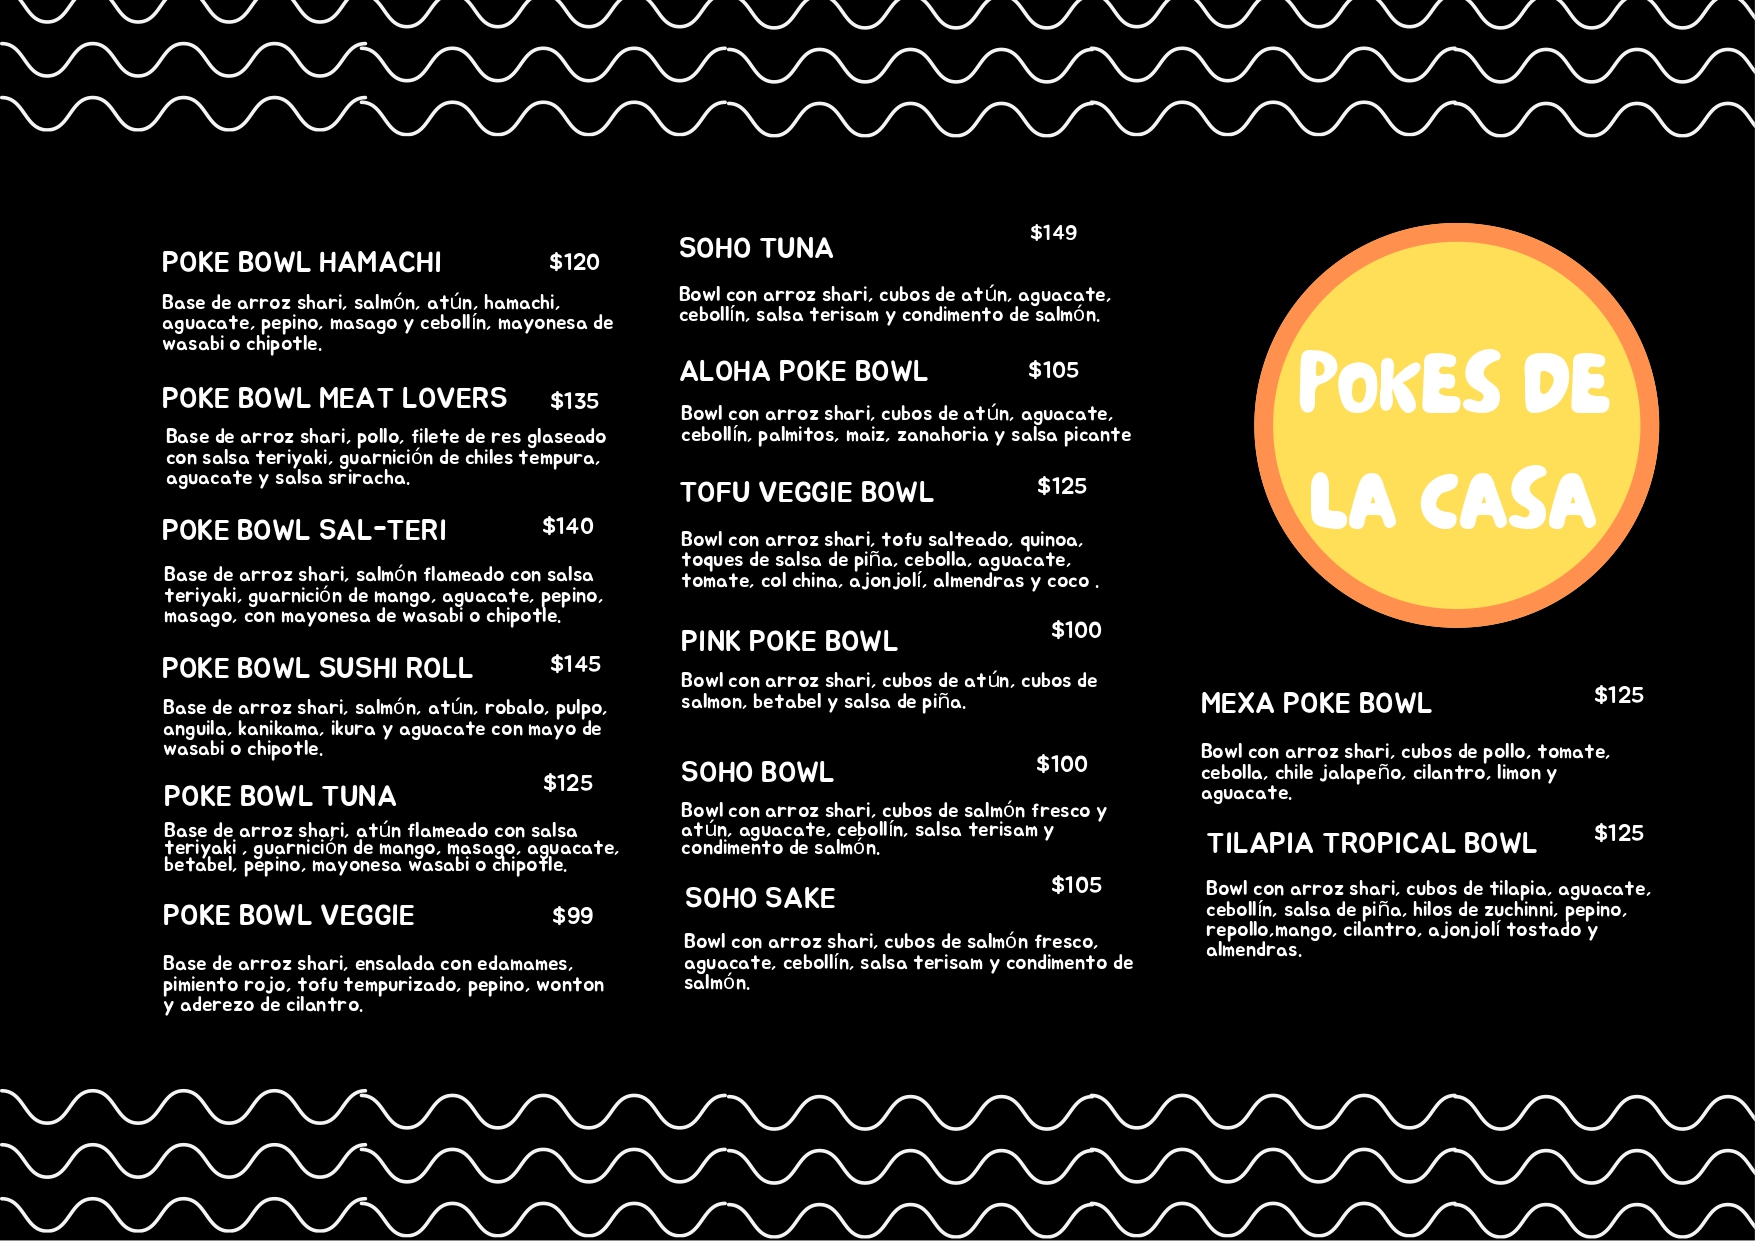 POKE BOWL HAMACHI $120
Base de arroz shari, salmón, atún, hamachi,
aguacate, pepino, masago y cebollín, mayonesa de
wasabi o chipotle.
POKE BOWL MEAT LOVERS $135
Base de arroz shari, pollo, filete de res glaseado
con salsa teriyaki, guarnición de chiles tempura,
aguacate y salsa sriracha.
POKE BOWL SAL-TERI $140
Base de arroz shari, salmón flameado con salsa
teriyaki, guarnición de mango, aguacate, pepino,
masago, con mayonesa de wasabi o chipotle.
POKE BOWL SUSHI ROLL $145
Base de arroz shari, salmón, atún, robalo, pulpo,
anguila, kanikama, ikura y aguacate con mayo de
wasabi o chipotle.
POKE BOWL TUNA $125
Base de arroz shari, atún flameado con salsa
teriyaki , guarnición de mango, masago, aguacate,
betabel, pepino, mayonesa wasabi o chipotle.
POKE BOWL VEGGIE $99
Base de arroz shari, ensalada con edamames,
pimiento rojo, tofu tempurizado, pepino, wonton
y aderezo de cilantro.
SOHO TUNA $149
Bowl con arroz shari, cubos de atún, aguacate,
cebollín, salsa terisam y condimento de salmón.
ALOHA POKE BOWL $105
Bowl con arroz shari, cubos de atún, aguacate,
cebollín, palmitos, maiz, zanahoria y salsa picante
TOFU VEGGIE BOWL $125
Bowl con arroz shari, tofu salteado, quinoa,
toques de salsa de piña, cebolla, aguacate,
tomate, col china, ajonjolí, almendras y coco .
PINK POKE BOWL $100
Bowl con arroz shari, cubos de atún, cubos de
salmon, betabel y salsa de piña.
SOHO BOWL $100
Bowl con arroz shari, cubos de salmón fresco y
atún, aguacate, cebollín, salsa terisam y
condimento de salmón.
SOHO SAKE $105
Bowl con arroz shari, cubos de salmón fresco,
aguacate, cebollín, salsa terisam y condimento de
salmón.
POKES DE
LA CASA
MEXA POKE BOWL $125
Bowl con arroz shari, cubos de pollo, tomate,
cebolla, chile jalapeño, cilantro, limon y
aguacate.
TILAPIA TROPICAL BOWL $125
Bowl con arroz shari, cubos de tilapia, aguacate,
cebollín, salsa de piña, hilos de zuchinni, pepino,
repollo,mango, cilantro, ajonjolí tostado y
almendras.